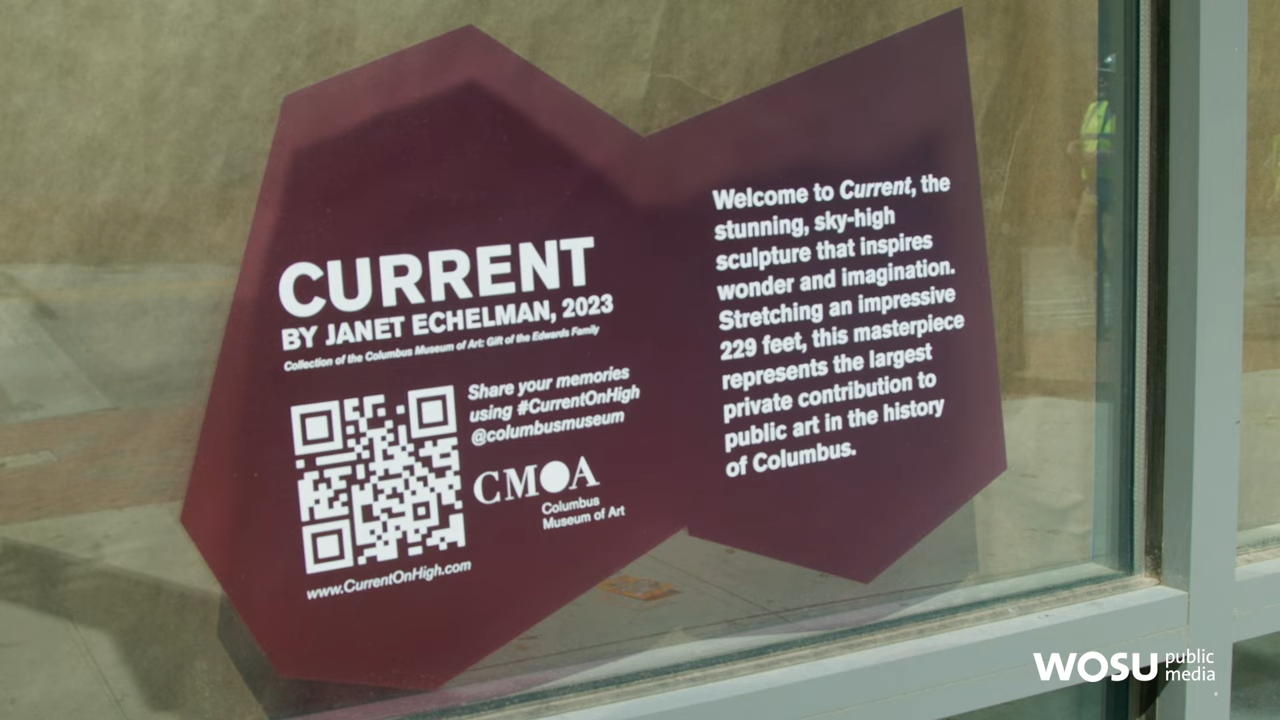 CURRENT
BY JANET ECHELMAN, 2023
Collection of the Columbus Museum of Art: Gift of the Edwards Family
Share your memories
using #CurrentOnHigh
@columbusmuseum
CMOA
Columbus
Museum of Art
www.CurrentOnHigh.com
Welcome to Current, the
stunning, sky-high
sculpture that inspires
wonder and imagination.
Stretching an impressive
229 feet, this masterpiece
represents the largest
private contribution to
public art in the history
of Columbus.
WOSU public
media